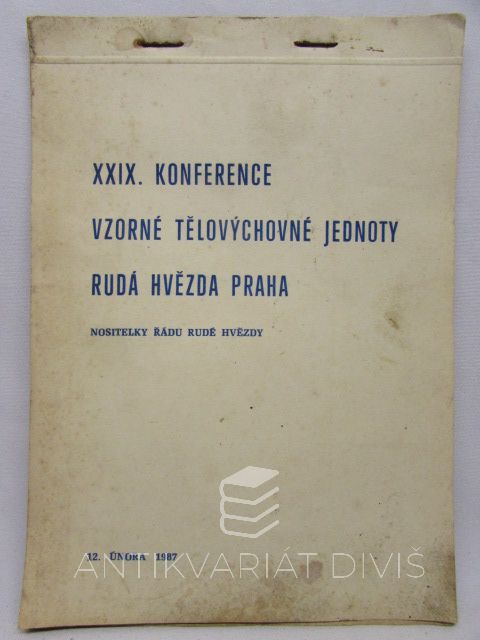 XXIX. KONFERENCE
VZORNÉ TĚLOVÝCHOVNÉ JEDNOTY
RUDÁ HVĚZDA PRAHA
NOSITELKY ŘÁDU RUDÉ HVĚZDY
12. ÚNORA 1987
ANTIKVARIÁT DIVIŠ